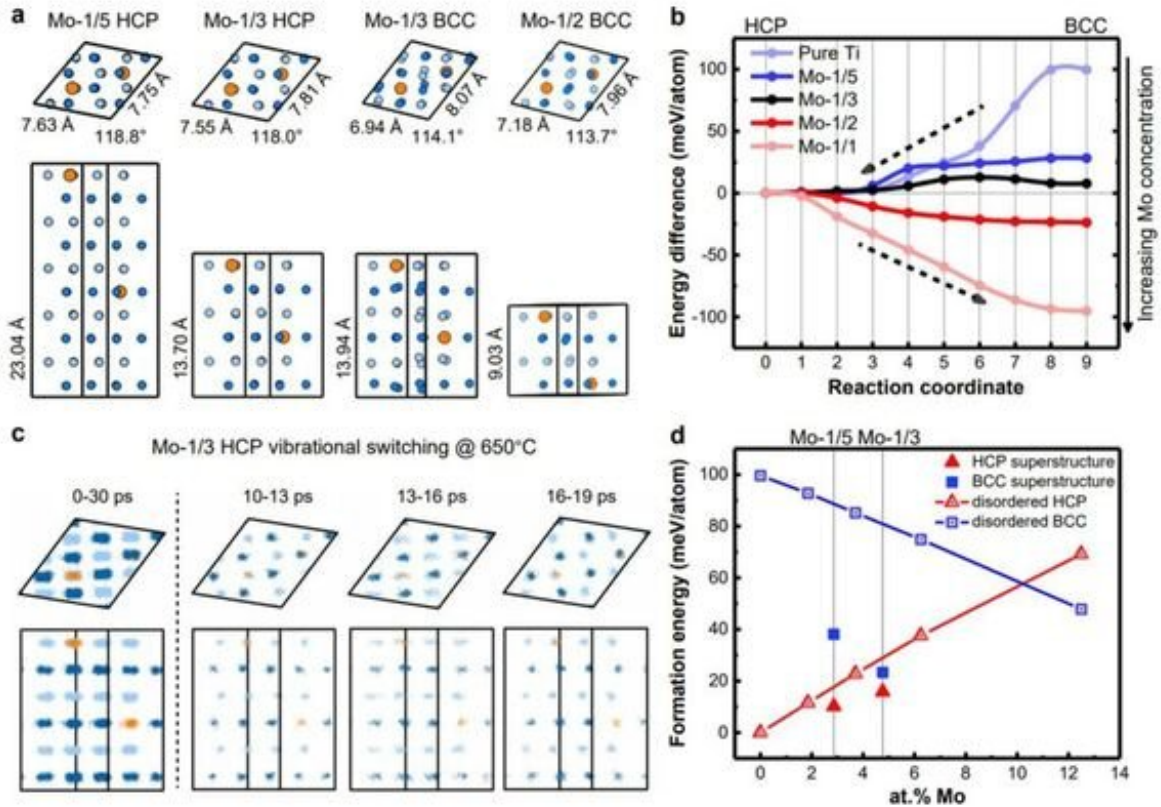 a
Mo-1/5 HCP
Mo-1/3 HCP
Mo-1/3 BCC
Mo-1/2 BCC
7.63 Å
118.8°
7.75 Å
7.55 Å
118.0°
7.81 Å
6.94 Å
114.1°
8.07 Å
7.18 Å
113.7°
7.96 Å
23.04 Å
13.70 Å
13.94 Å
9.03 Å
b
HCP
BCC
Pure Ti
Mo-1/5
Mo-1/3
Mo-1/2
Mo-1/1
100
50
0
-50
-100
Energy difference (meV/atom)
Increasing Mo concentration
0 1 2 3 4 5 6 7 8 9
Reaction coordinate
c
Mo-1/3 HCP vibrational switching @ 650°C
0-30 ps
10-13 ps
13-16 ps
16-19 ps
d
Mo-1/5 Mo-1/3
HCP superstructure
BCC superstructure
disordered HCP
disordered BCC
100
80
60
40
20
0
Formation energy (meV/atom)
0 2 4 6 8 10 12 14
at.% Mo